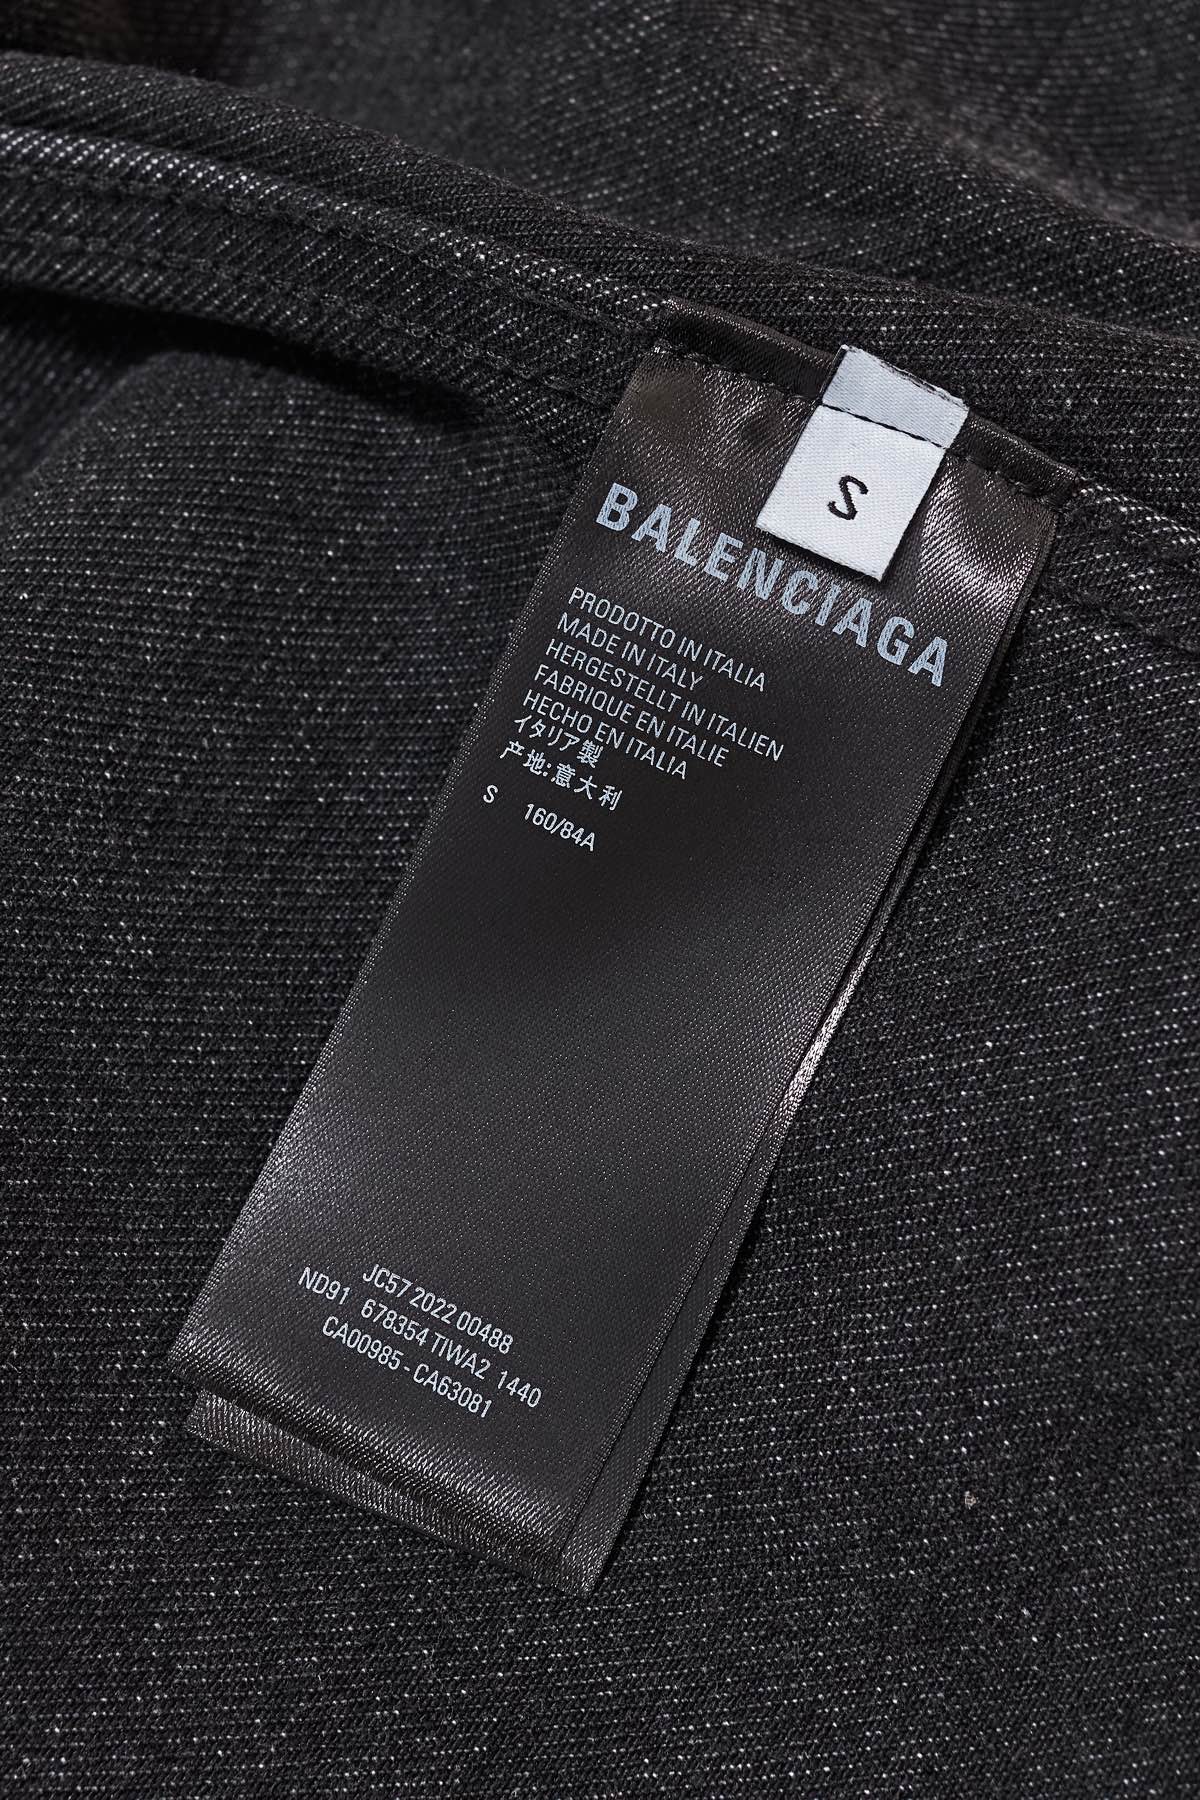 S
BALENCIAGA
PRODOTTO IN ITALIA
MADE IN ITALY
HERGESTELLT IN ITALIEN
FABRIQUE EN ITALIE
HECHO EN ITALIA
イタリア製
产地:意大利
S 160/84A
JC57 2022 00488
ND91 678354 TIWA2 1440
CA00985 - CA63081